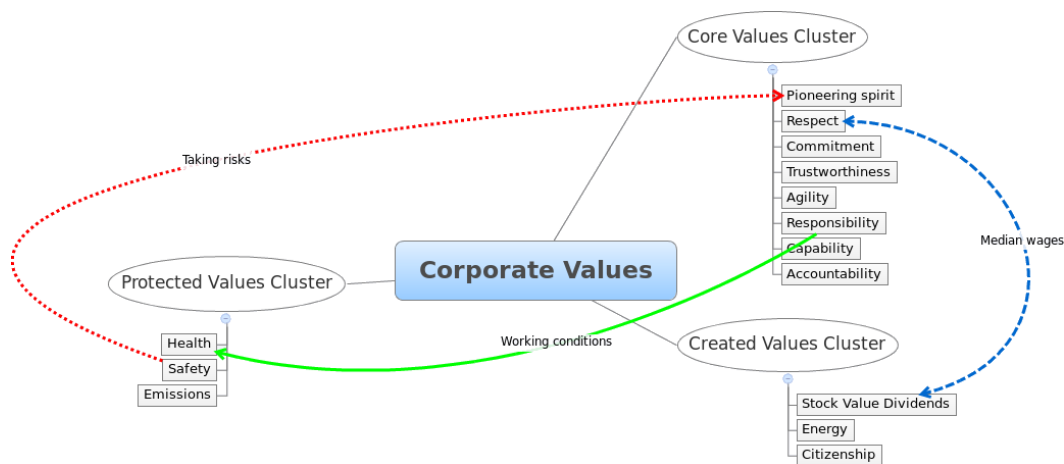 Core Values Cluster
Pioneering spirit
Respect
Commitment
Trustworthiness
Agility
Responsibility
Capability
Accountability
Taking risks
Median wages
Corporate Values
Protected Values Cluster
Health
Safety
Emissions
Working conditions
Created Values Cluster
Stock Value Dividends
Energy
Citizenship